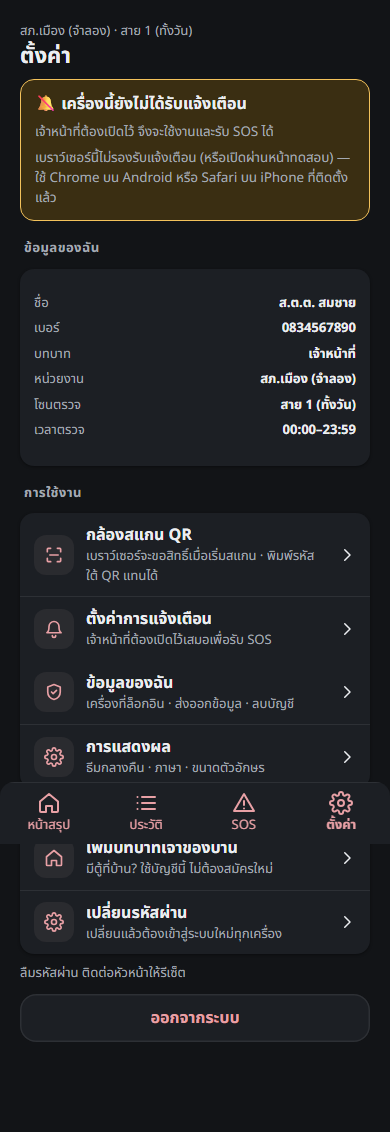 สภ.เมือง (จำลอง) · สาย 1 (ทั้งวัน)
ตั้งค่า
เครื่องนี้ยังไม่ได้รับแจ้งเตือน
เจ้าหน้าที่ต้องเปิดไว้ จึงจะใช้งานและรับ SOS ได้
เบราว์เซอร์นี้ไม่รองรับแจ้งเตือน (หรือเปิดผ่านหน้าทดสอบ) —
ใช้ Chrome บน Android หรือ Safari บน iPhone ที่ติดตั้ง
แล้ว
ข้อมูลของฉัน
ชื่อ ส.ต.ต. สมชาย
เบอร์ 0834567890
บทบาท เจ้าหน้าที่
หน่วยงาน สภ.เมือง (จำลอง)
โซนตรวจ สาย 1 (ทั้งวัน)
เวลาตรวจ 00:00–23:59
การใช้งาน
กล้องสแกน QR
เบราว์เซอร์จะขอสิทธิ์เมื่อเริ่มสแกน · พิมพ์รหัส
ใต้ QR แทนได้
ตั้งค่าการแจ้งเตือน
เจ้าหน้าที่ต้องเปิดไว้เสมอเพื่อรับ SOS
ข้อมูลของฉัน
เครื่องที่ล็อกอิน · ส่งออกข้อมูล · ลบบัญชี
การแสดงผล
ธีมกลางคืน · ภาษา · ขนาดตัวอักษร
หน้าสรุป ประวัติ SOS ตั้งค่า
เพิ่มบทบาทเจ้าของบ้าน
มีตู้ที่บ้าน? ใช้บัญชีนี้ ไม่ต้องสมัครใหม่
เปลี่ยนรหัสผ่าน
เปลี่ยนแล้วต้องเข้าสู่ระบบใหม่ทุกเครื่อง
ลืมรหัสผ่าน ติดต่อหัวหน้าให้รีเซ็ต
ออกจากระบบ